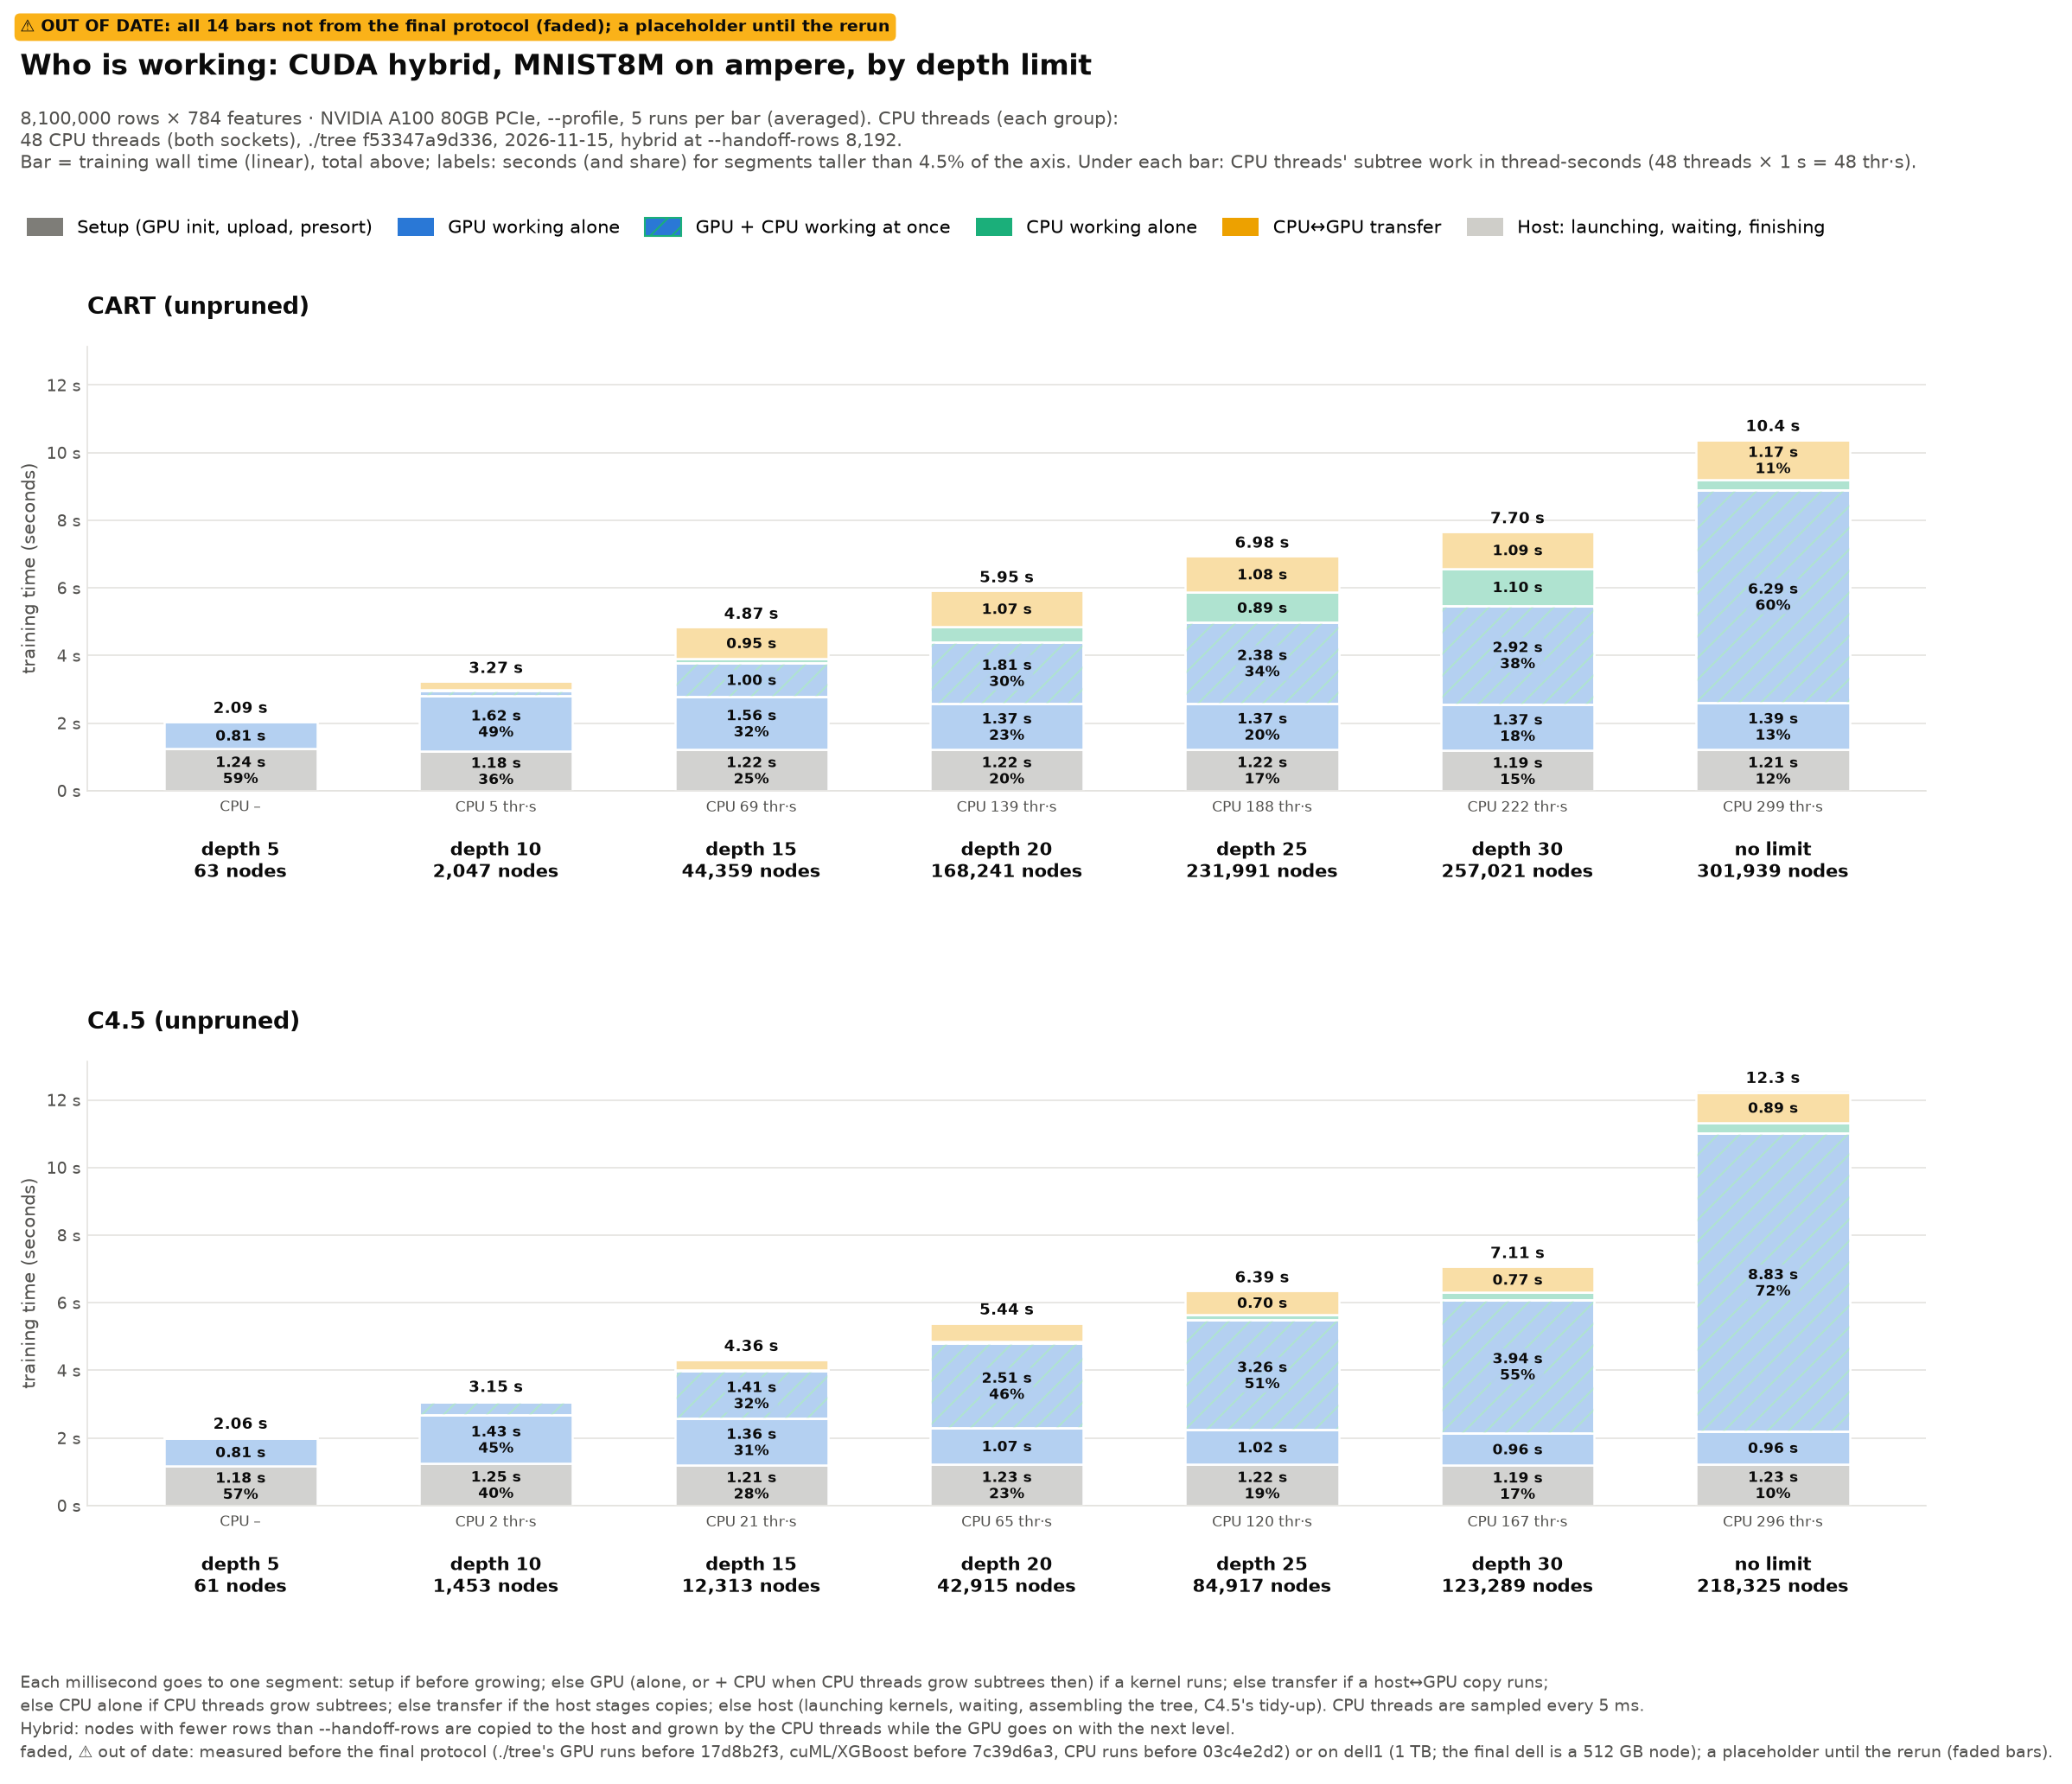 ⚠ OUT OF DATE: all 14 bars not from the final protocol (faded); a placeholder until the rerun
Who is working: CUDA hybrid, MNIST8M on ampere, by depth limit
8,100,000 rows × 784 features · NVIDIA A100 80GB PCIe, --profile, 5 runs per bar (averaged). CPU threads (each group):
48 CPU threads (both sockets), ./tree f53347a9d336, 2026-11-15, hybrid at --handoff-rows 8,192.
Bar = training wall time (linear), total above; labels: seconds (and share) for segments taller than 4.5% of the axis. Under each bar: CPU threads' subtree work in thread-seconds (48 threads × 1 s = 48 thr·s).
Setup (GPU init, upload, presort) GPU working alone GPU + CPU working at once CPU working alone CPU↔GPU transfer Host: launching, waiting, finishing
CART (unpruned)
training time (seconds)
12 s
10 s
8 s
6 s
4 s
2 s
0 s
2.09 s
0.81 s
1.24 s
59%
3.27 s
1.62 s
49%
1.18 s
36%
4.87 s
0.95 s
1.00 s
1.56 s
32%
1.22 s
25%
5.95 s
1.07 s
1.81 s
30%
1.37 s
23%
1.22 s
20%
6.98 s
1.08 s
0.89 s
2.38 s
34%
1.37 s
20%
1.22 s
17%
7.70 s
1.09 s
1.10 s
2.92 s
38%
1.37 s
18%
1.19 s
15%
10.4 s
1.17 s
11%
6.29 s
60%
1.39 s
13%
1.21 s
12%
CPU – CPU 5 thr·s CPU 69 thr·s CPU 139 thr·s CPU 188 thr·s CPU 222 thr·s CPU 299 thr·s
depth 5 depth 10 depth 15 depth 20 depth 25 depth 30 no limit
63 nodes 2,047 nodes 44,359 nodes 168,241 nodes 231,991 nodes 257,021 nodes 301,939 nodes
C4.5 (unpruned)
training time (seconds)
12 s
10 s
8 s
6 s
4 s
2 s
0 s
2.06 s
0.81 s
1.18 s
57%
3.15 s
1.43 s
45%
1.25 s
40%
4.36 s
1.41 s
32%
1.36 s
31%
1.21 s
28%
5.44 s
2.51 s
46%
1.07 s
1.23 s
23%
6.39 s
0.70 s
3.26 s
51%
1.02 s
1.22 s
19%
7.11 s
0.77 s
3.94 s
55%
0.96 s
1.19 s
17%
12.3 s
0.89 s
8.83 s
72%
0.96 s
1.23 s
10%
CPU – CPU 2 thr·s CPU 21 thr·s CPU 65 thr·s CPU 120 thr·s CPU 167 thr·s CPU 296 thr·s
depth 5 depth 10 depth 15 depth 20 depth 25 depth 30 no limit
61 nodes 1,453 nodes 12,313 nodes 42,915 nodes 84,917 nodes 123,289 nodes 218,325 nodes
Each millisecond goes to one segment: setup if before growing; else GPU (alone, or + CPU when CPU threads grow subtrees then) if a kernel runs; else transfer if a host↔GPU copy runs;
else CPU alone if CPU threads grow subtrees; else transfer if the host stages copies; else host (launching kernels, waiting, assembling the tree, C4.5's tidy-up). CPU threads are sampled every 5 ms.
Hybrid: nodes with fewer rows than --handoff-rows are copied to the host and grown by the CPU threads while the GPU goes on with the next level.
faded, ⚠ out of date: measured before the final protocol (./tree's GPU runs before 17d8b2f3, cuML/XGBoost before 7c39d6a3, CPU runs before 03c4e2d2) or on dell1 (1 TB; the final dell is a 512 GB node); a placeholder until the rerun (faded bars).